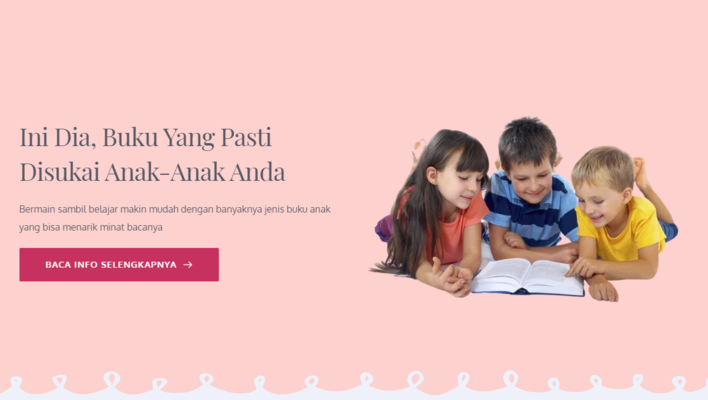 Ini Dia, Buku Yang Pasti
Disukai Anak-Anak Anda
Bermain sambil belajar makin mudah dengan banyaknya jenis buku anak
yang bisa menarik minat bacanya
BACA INFO SELENGKAPNYA →